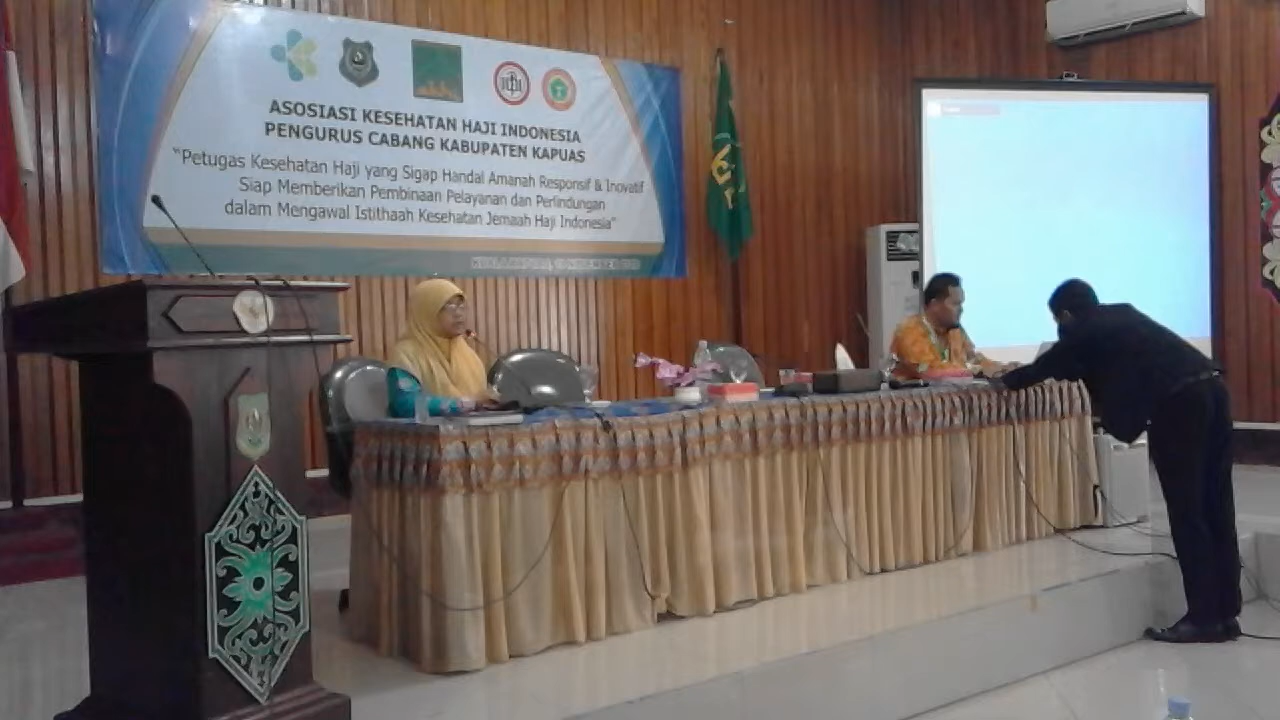 ASOSIASI KESEHATAN HAJI INDONESIA
PENGURUS CABANG KABUPATEN KAPUAS
"Petugas Kesehatan Haji yang Sigap Handal Amanah Responsif & Inovatif
Siap Memberikan Pembinaan Pelayanan dan Perlindungan
dalam Mengawal Istithaah Kesehatan Jemaah Haji Indonesia"